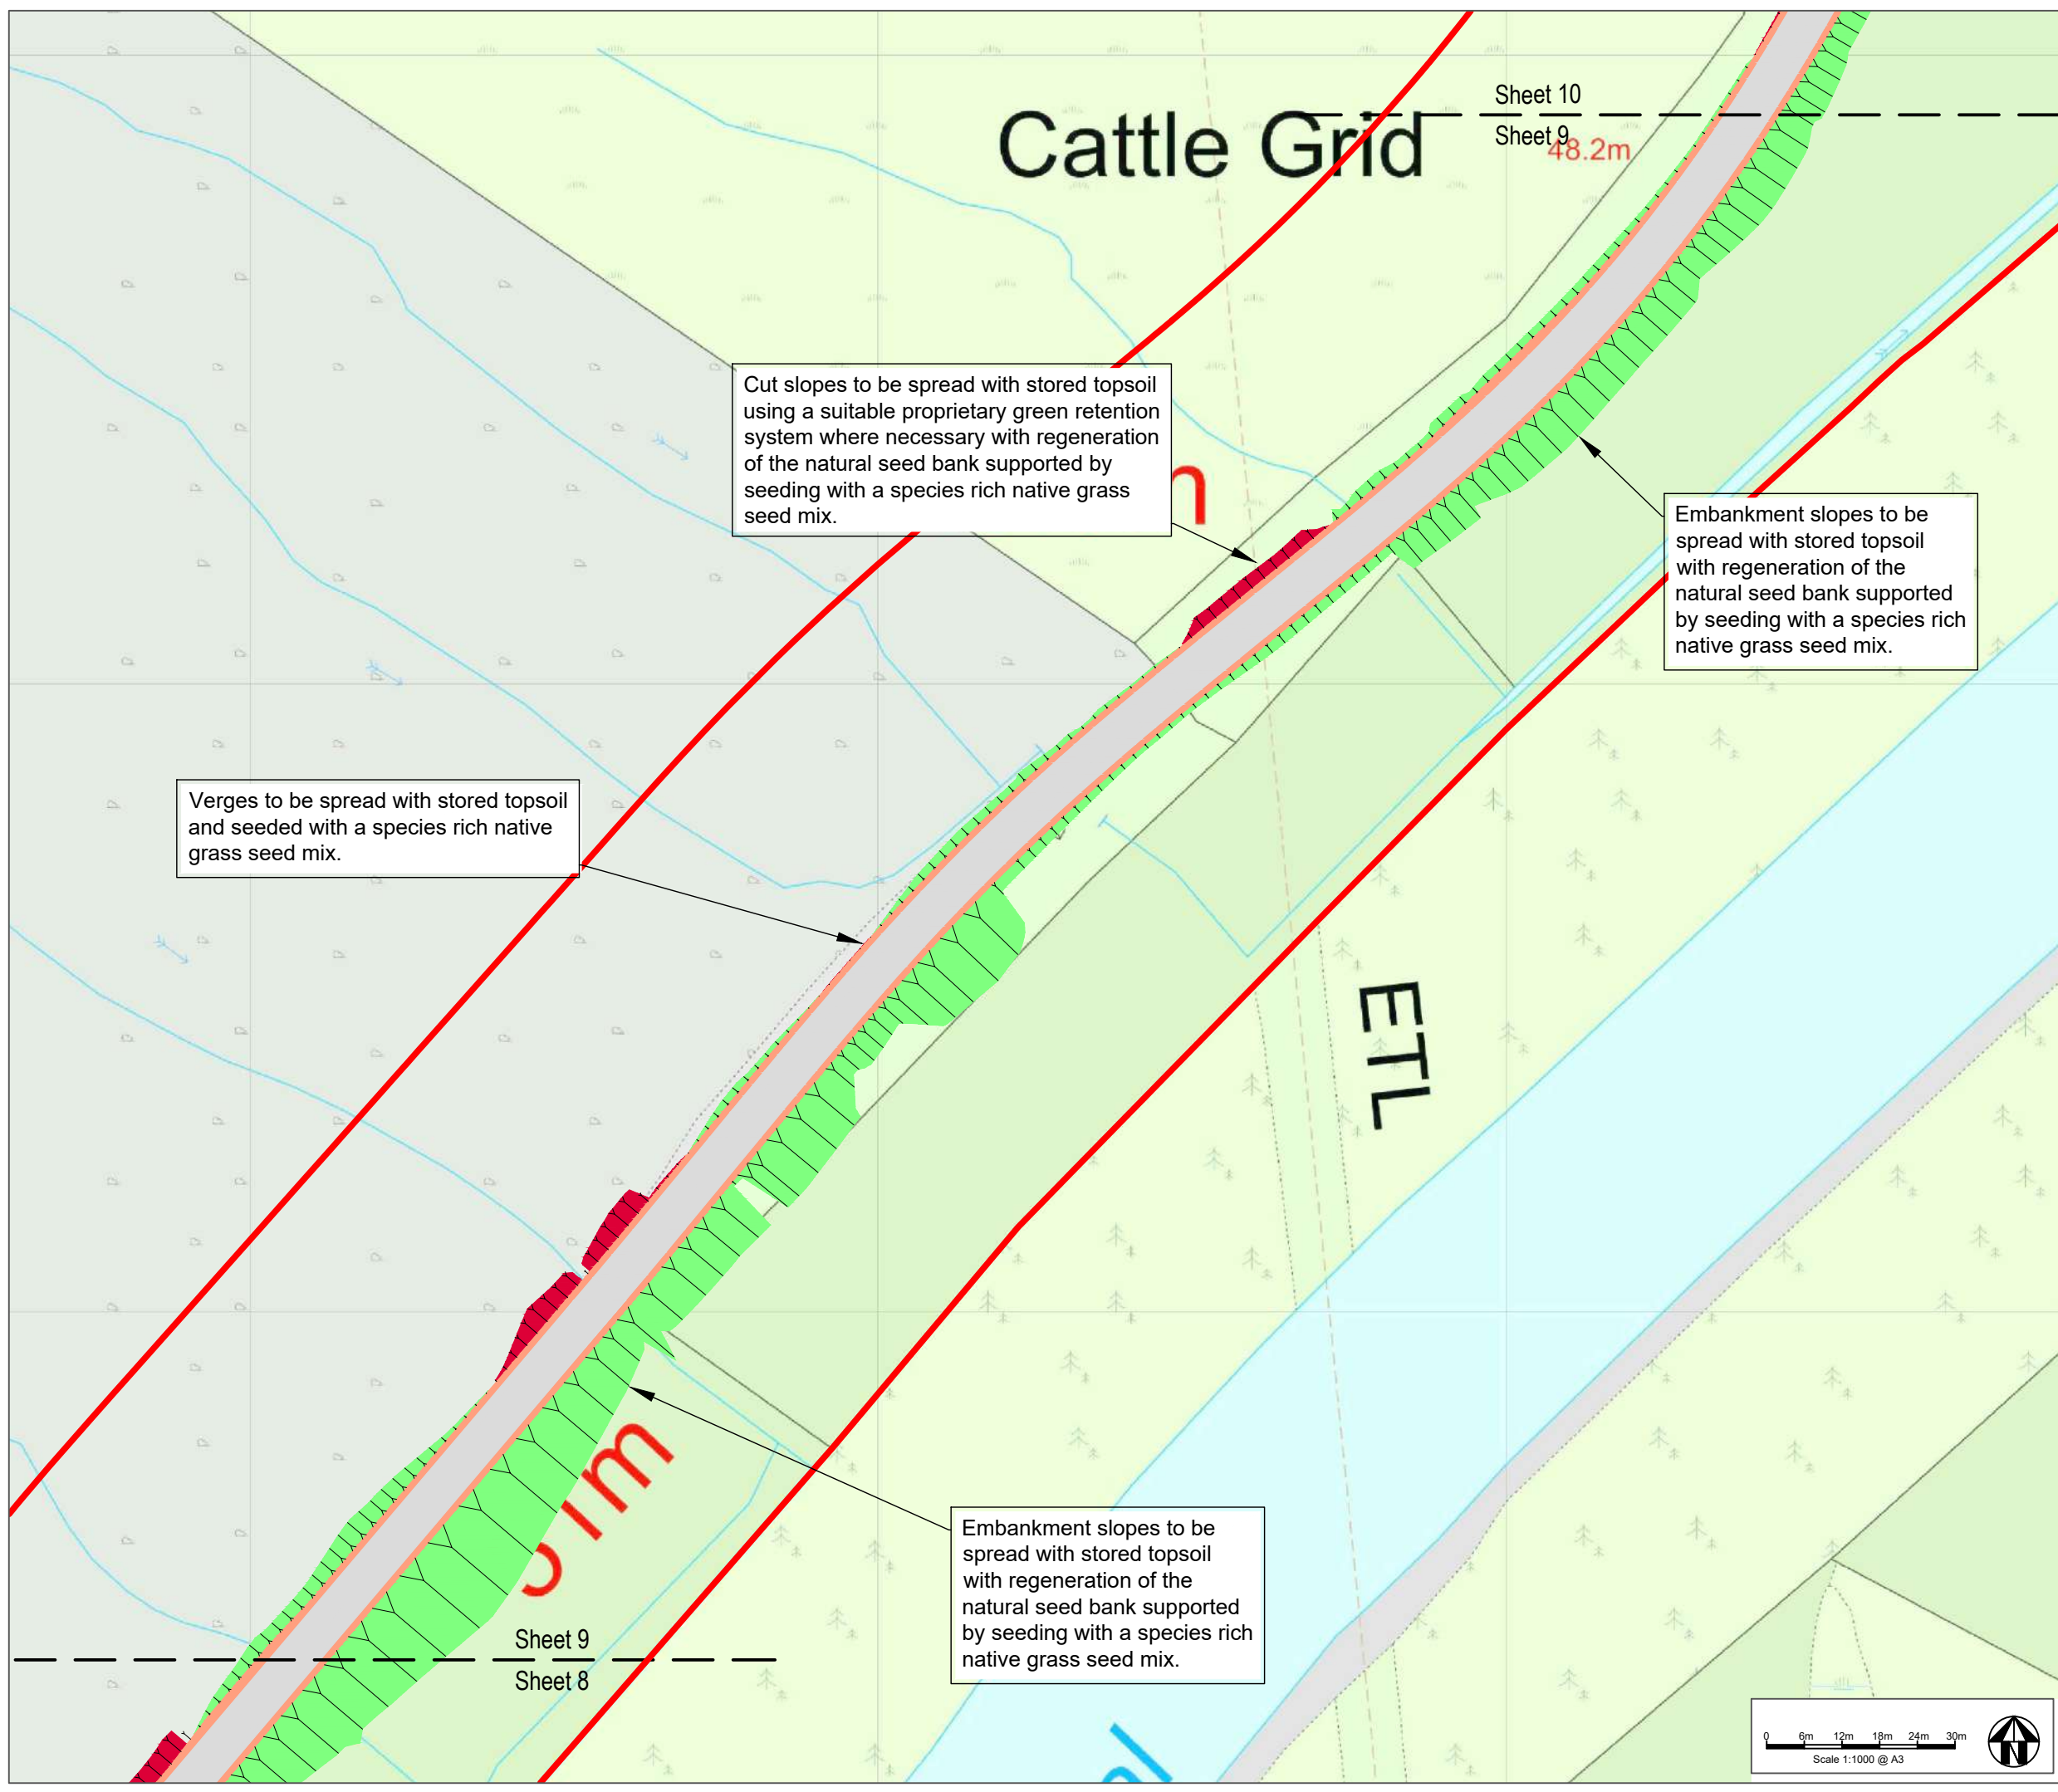 Sheet 10
Cattle Grid
Sheet 9
48.2m
Cut slopes to be spread with stored topsoil
using a suitable proprietary green retention
system where necessary with regeneration
of the natural seed bank supported by
seeding with a species rich native grass
seed mix.
Embankment slopes to be
spread with stored topsoil
with regeneration of the
natural seed bank supported
by seeding with a species rich
native grass seed mix.
Verges to be spread with stored topsoil
and seeded with a species rich native
grass seed mix.
ETL
1m
Embankment slopes to be
spread with stored topsoil
with regeneration of the
natural seed bank supported
by seeding with a species rich
native grass seed mix.
Sheet 9
Sheet 8
0 6m 12m 18m 24m 30m
Scale 1:1000 @ A3
N